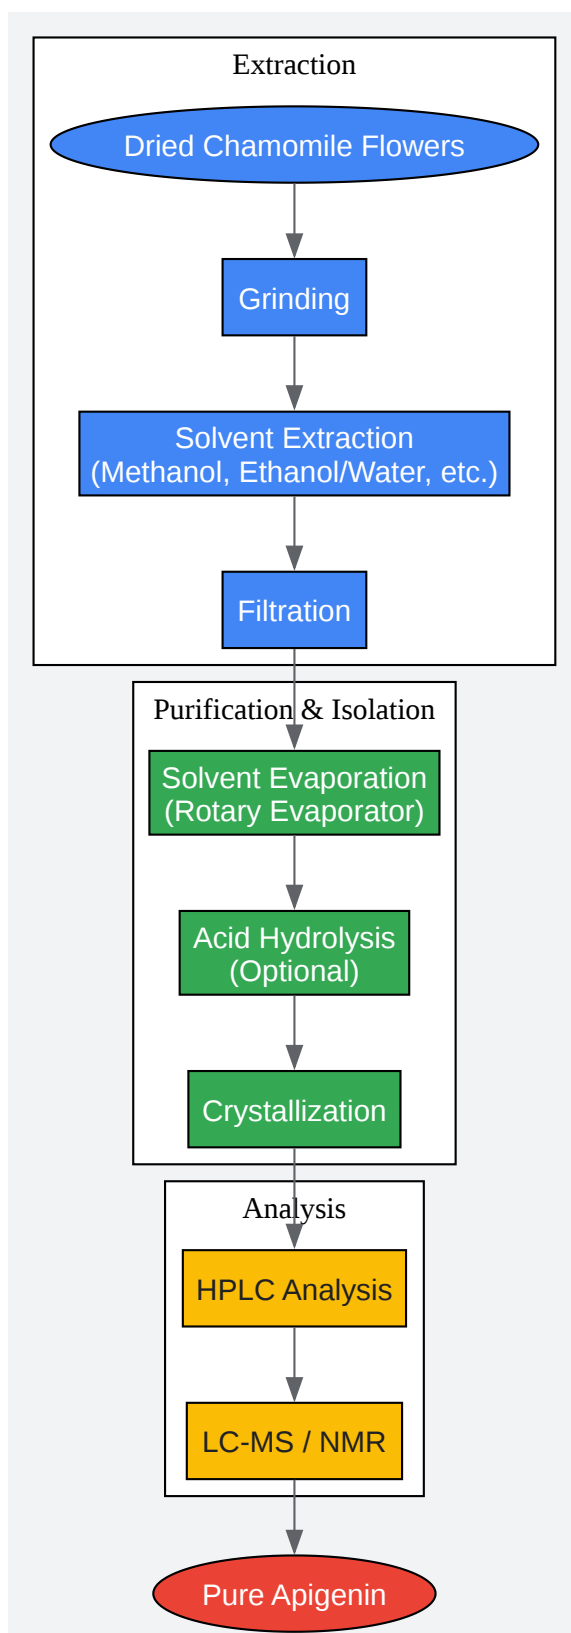 Extraction
Dried Chamomile Flowers
Grinding
Solvent Extraction
(Methanol, Ethanol/Water, etc.)
Filtration
Purification & Isolation
Solvent Evaporation
(Rotary Evaporator)
Acid Hydrolysis
(Optional)
Crystallization
Analysis
HPLC Analysis
LC-MS / NMR
Pure Apigenin